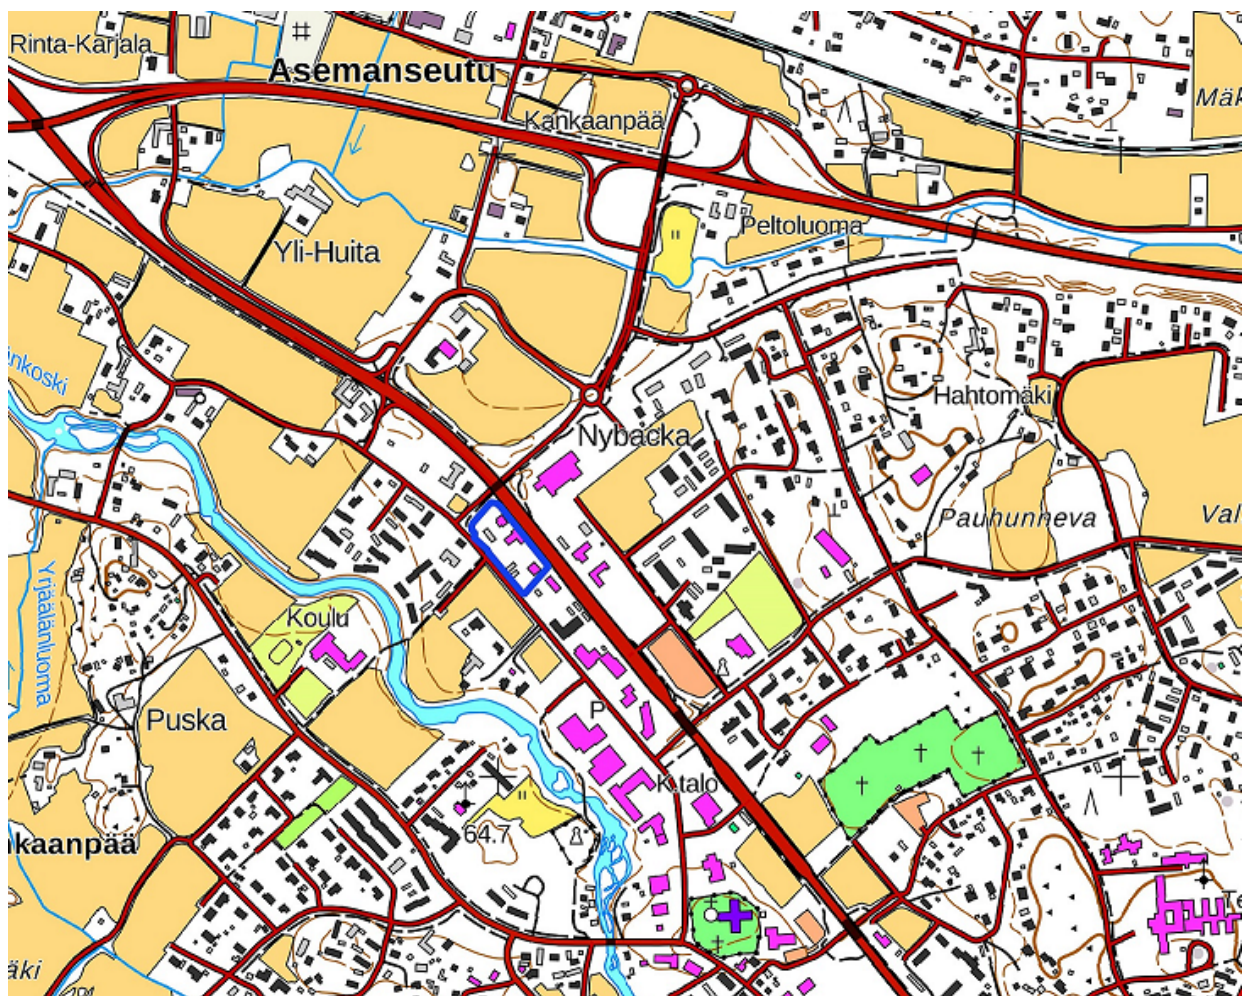 Rinta-Karjala
Asemanseutu
Mäk
Kankaanpää
Peltoluoma
Yli-Huita
nkoski
Hahtomäki
Nybacka
Pauhunneva
Val
Yrjäälänluoma
Koulu
Puska
P
K.talo
64.7
nkaanpää
äki